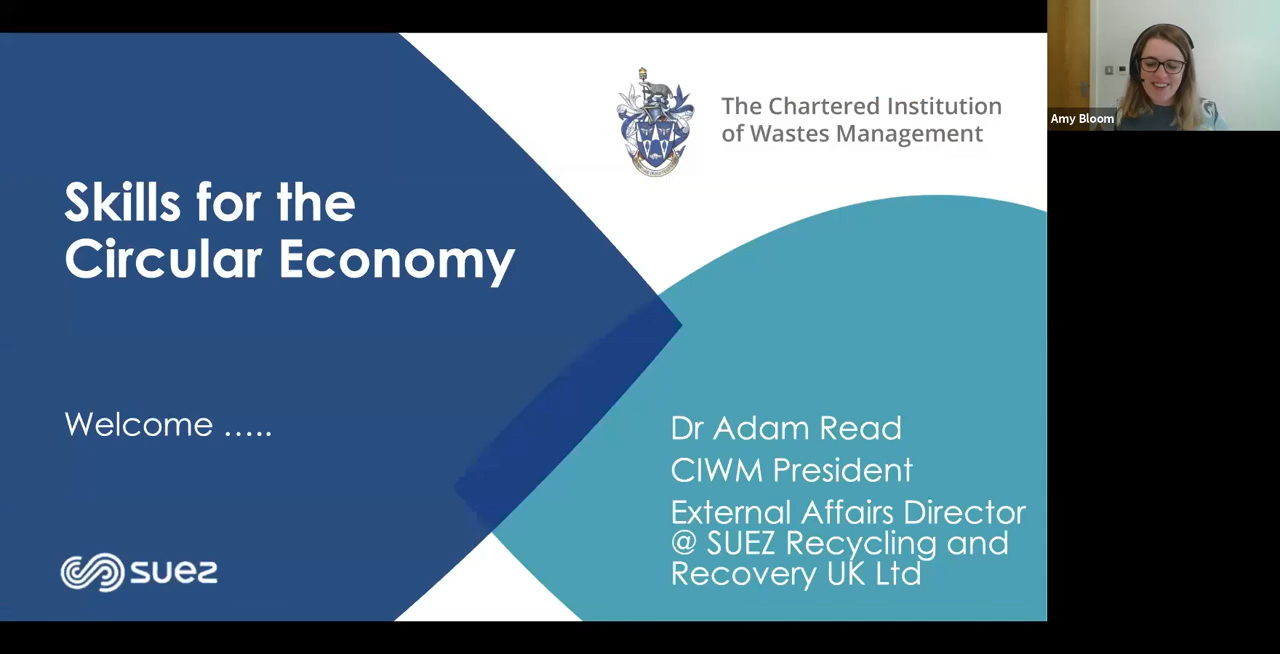 The Chartered Institution
of Wastes Management
Amy Bloom
Skills for the
Circular Economy
Welcome .....
Dr Adam Read
CIWM President
External Affairs Director
@ SUEZ Recycling and
Recovery UK Ltd
suez